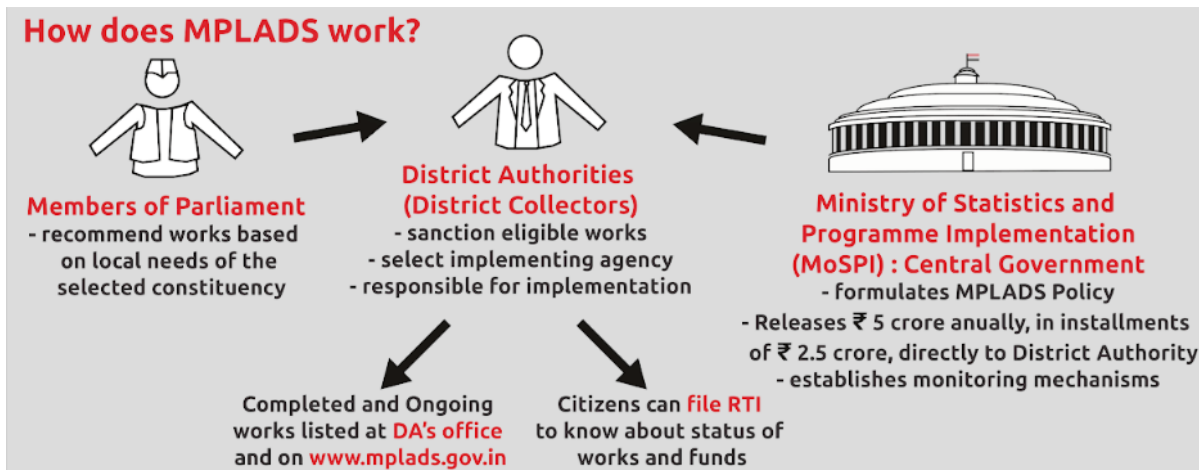 How does MPLADS work?
Members of Parliament
- recommend works based
on local needs of the
selected constituency
District Authorities
(District Collectors)
- sanction eligible works
- select implementing agency
- responsible for implementation
Ministry of Statistics and
Programme Implementation
(MoSPI) : Central Government
- formulates MPLADS Policy
- Releases ₹ 5 crore anually, in installments
of ₹ 2.5 crore, directly to District Authority
- establishes monitoring mechanisms
Completed and Ongoing
works listed at DA's office
and on www.mplads.gov.in
Citizens can file RTI
to know about status of
works and funds